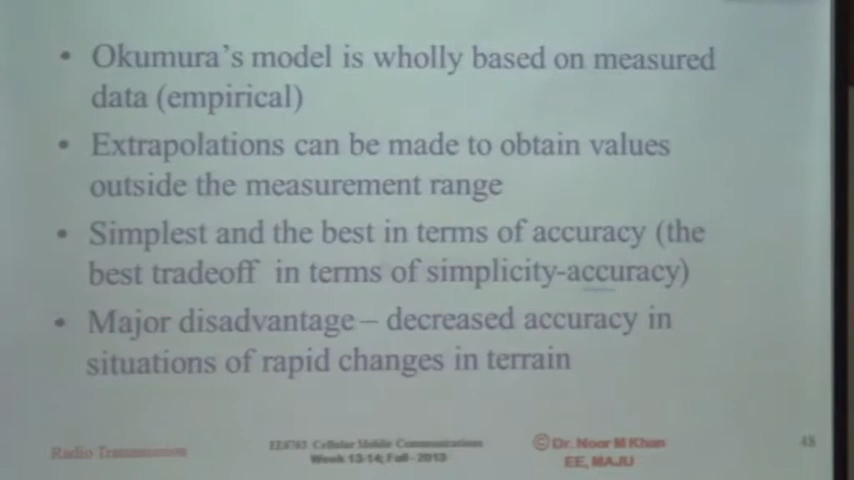 • Okumura's model is wholly based on measured
data (empirical)
• Extrapolations can be made to obtain values
outside the measurement range
• Simplest and the best in terms of accuracy (the
best tradeoff in terms of simplicity-accuracy)
• Major disadvantage – decreased accuracy in
situations of rapid changes in terrain
Radio Transmission
Cellular Mobile Communications
Week 13-14, Fall - 2013
©Dr. Noor M Khan
EE, MAJU
48